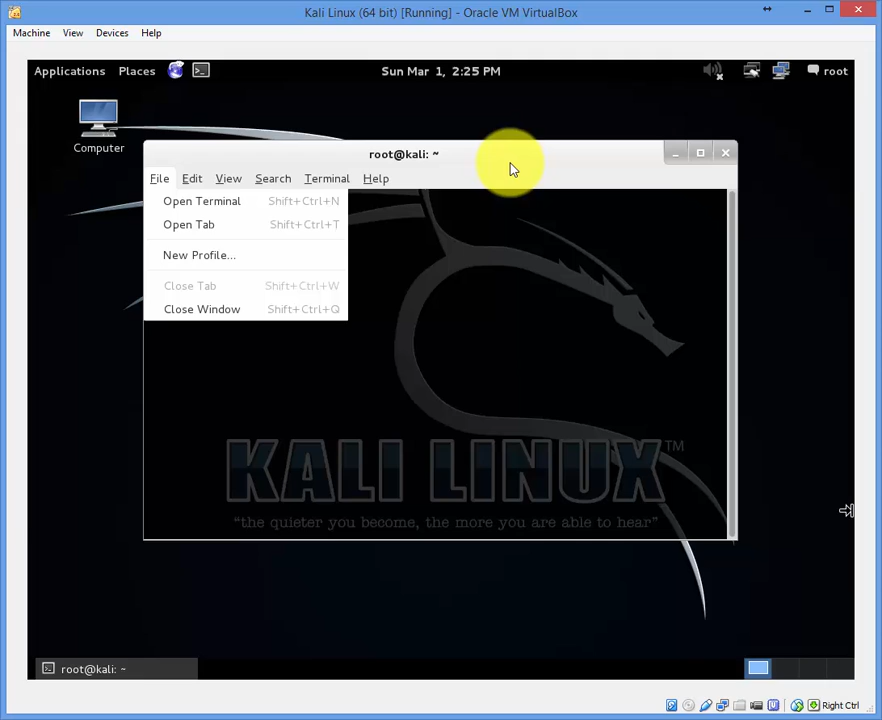 Kali Linux (64 bit) [Running] - Oracle VM VirtualBox
Machine View Devices Help
Applications Places Sun Mar 1, 2:25 PM root
Computer
root@kali: ~
File Edit View Search Terminal Help
Open Terminal Shift+Ctrl+N
Open Tab Shift+Ctrl+T
New Profile...
Close Tab Shift+Ctrl+W
Close Window Shift+Ctrl+Q
KALI LINUX™
“the quieter you become, the more you are able to hear”
root@kali: ~
Right Ctrl